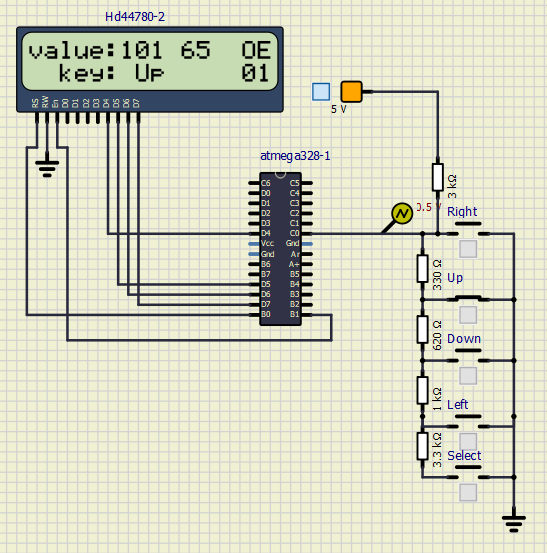 Hd44780-2
value:101 65 OE
key: Up 01
RS RW En D0 D1 D2 D3 D4 D5 D6 D7
5 V
atmega328-1
3 kΩ
0.5 V
Right
C6 C5
D0 C4
D1 C3
D2 C2
D3 C1
D4 C0
Vcc Gnd
Gnd Ar
B6 A+
B7 B5
D5 B4
D6 B3
D7 B2
B0 B1
330 Ω
Up
620 Ω
Down
1 kΩ
Left
3.3 kΩ
Select